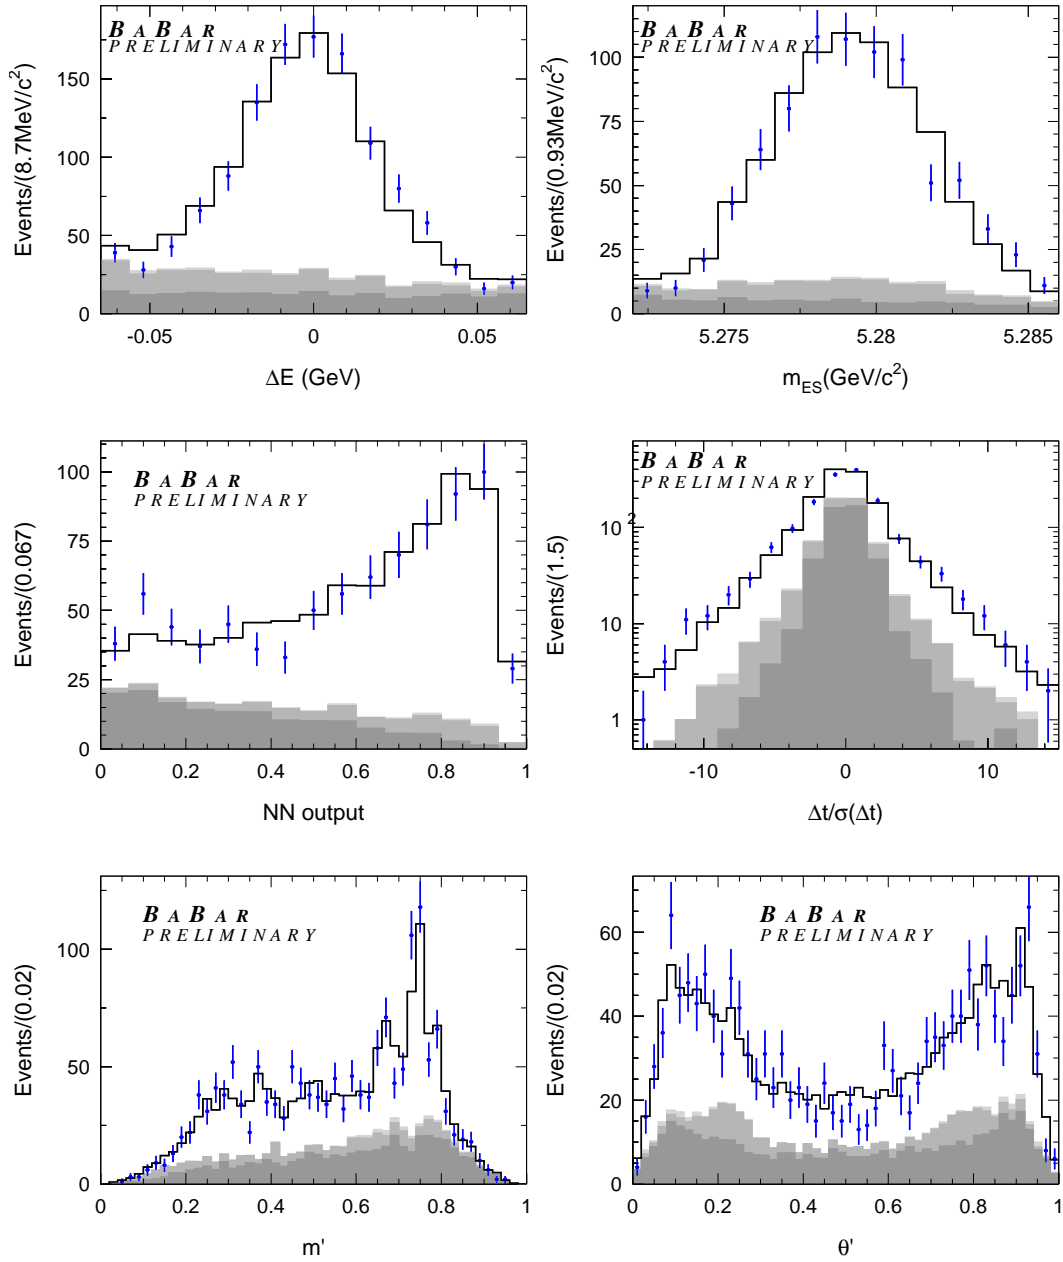 BABAR
PRELIMINARY
Events/(8.7MeV/c²)
150
100
50
0
-0.05 0 0.05
ΔE (GeV)
BABAR
PRELIMINARY
Events/(0.93MeV/c²)
100
75
50
25
0
5.275 5.28 5.285
m_ES(GeV/c²)
BABAR
PRELIMINARY
Events/(0.067)
100
75
50
25
0
0 0.2 0.4 0.6 0.8 1
NN output
BABAR
PRELIMINARY
Events/(1.5)
10²
10
1
-10 0 10
Δt/σ(Δt)
BABAR
PRELIMINARY
Events/(0.02)
100
50
0
0 0.2 0.4 0.6 0.8 1
m'
BABAR
PRELIMINARY
Events/(0.02)
60
40
20
0
0 0.2 0.4 0.6 0.8 1
θ'